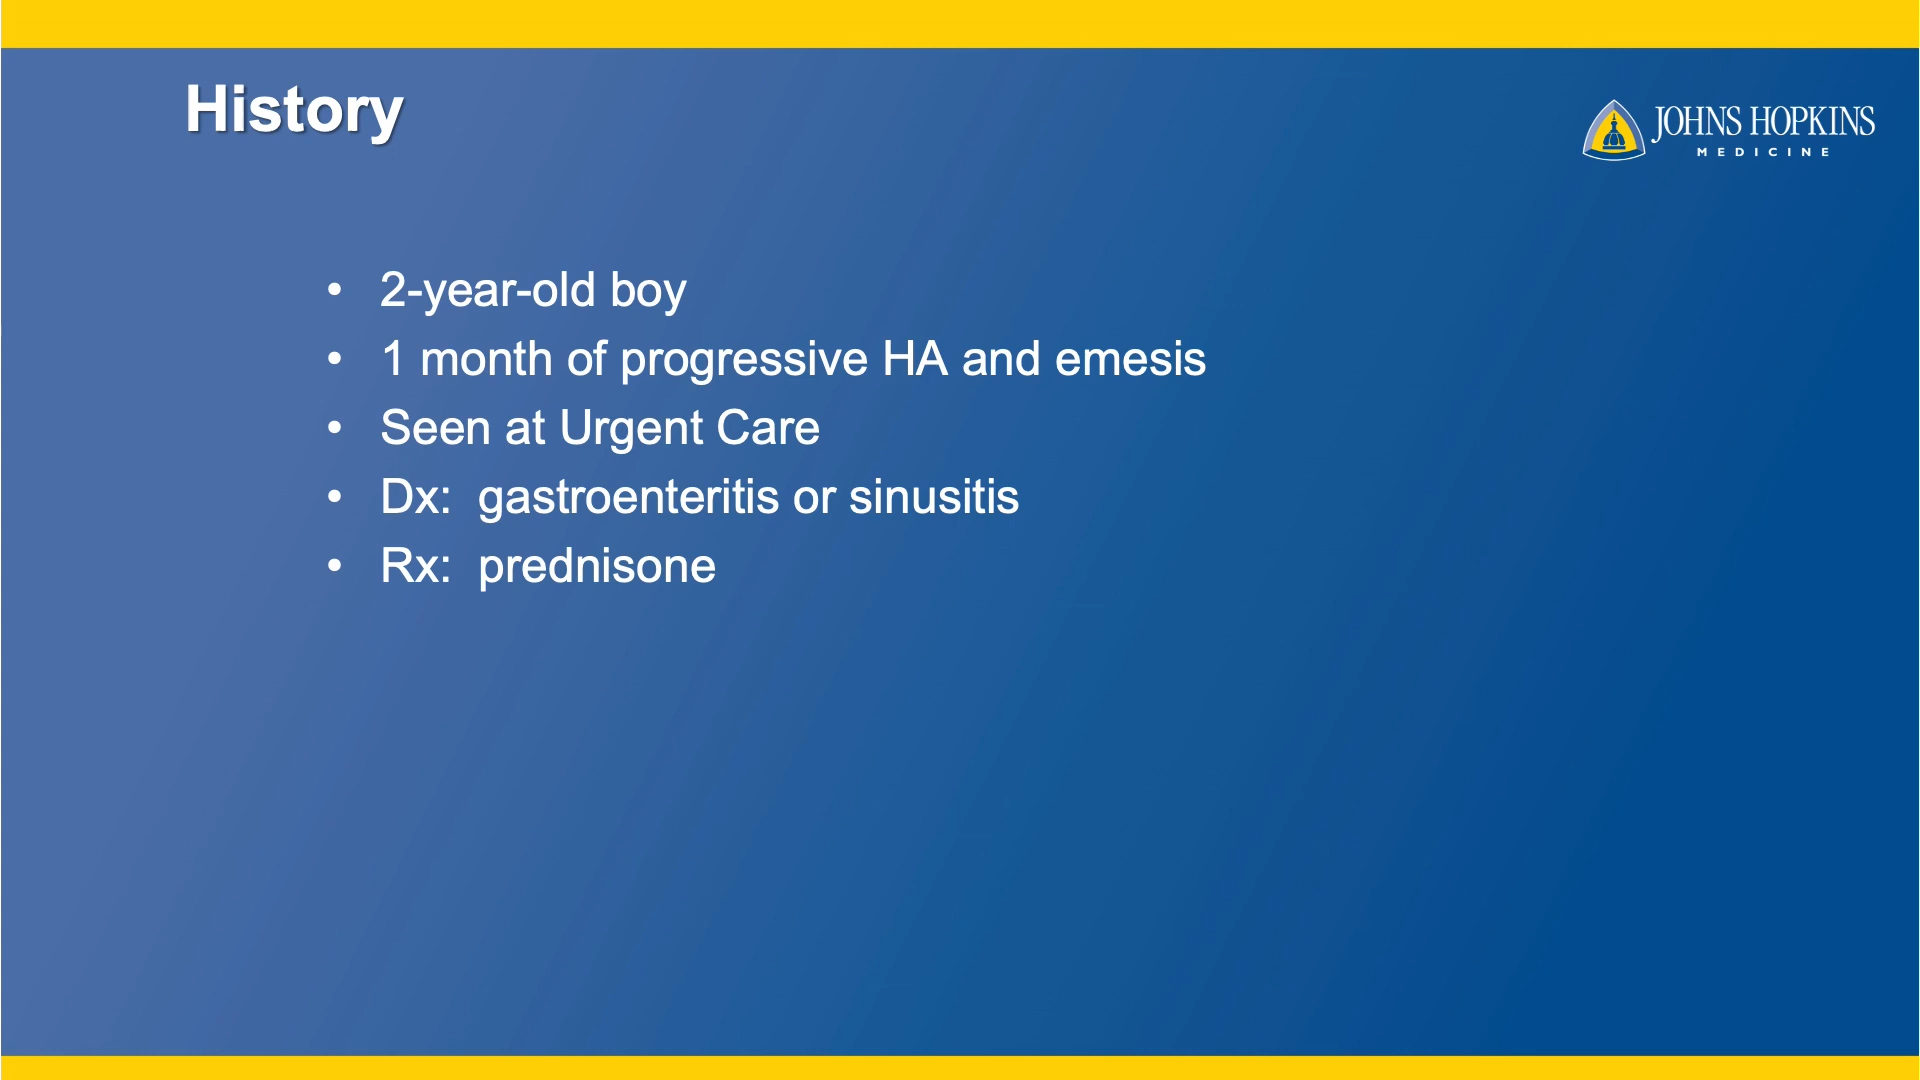 History
JOHNS HOPKINS
MEDICINE
• 2-year-old boy
• 1 month of progressive HA and emesis
• Seen at Urgent Care
• Dx:  gastroenteritis or sinusitis
• Rx:  prednisone